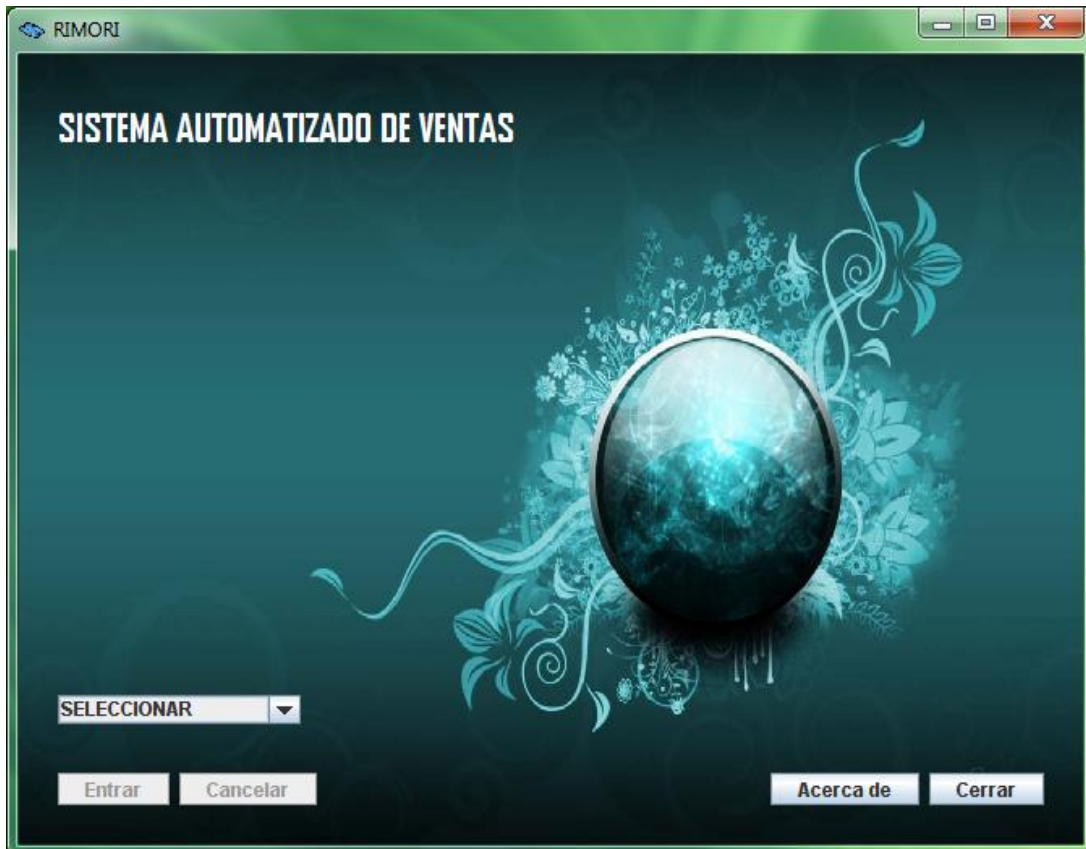 RIMORI
SISTEMA AUTOMATIZADO DE VENTAS
SELECCIONAR
Entrar Cancelar Acerca de Cerrar